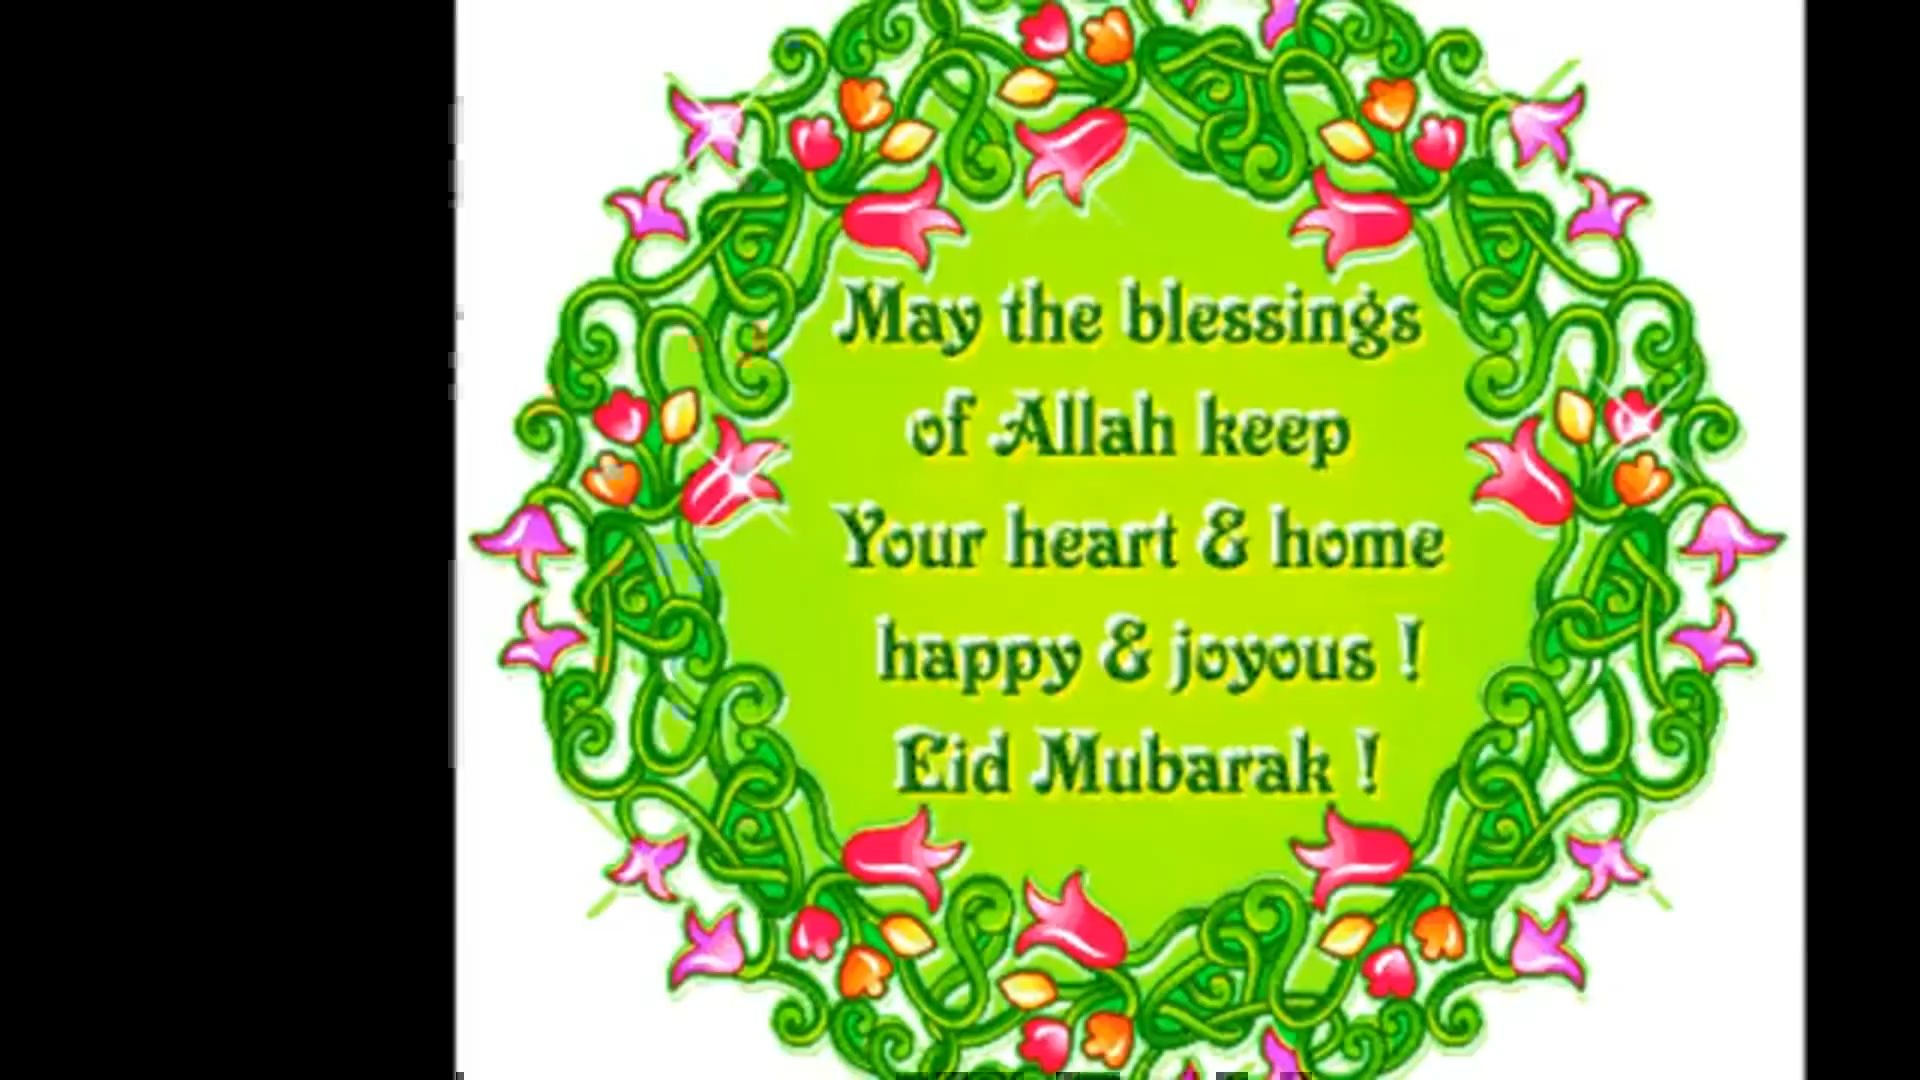 May the blessings
of Allah keep
Your heart & home
happy & joyous !
Eid Mubarak !